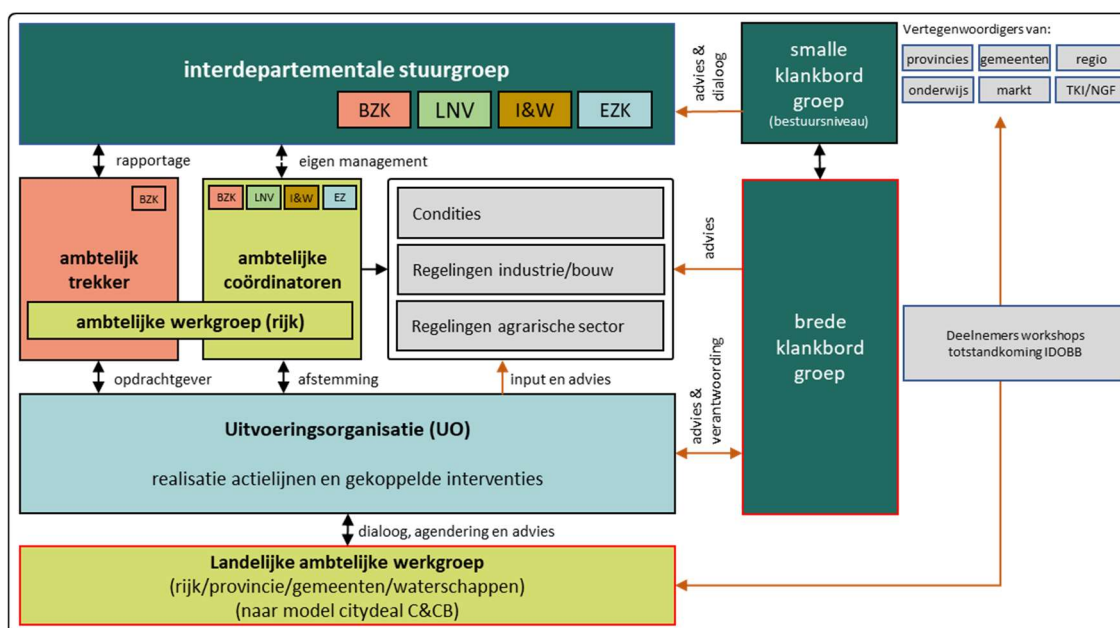 interdepartementale stuurgroep
BZK
LNV
I&W
EZK
advies &
dialoog
smalle
klankbord
groep
(bestuursniveau)
Vertegenwoordigers van:
provincies
gemeenten
regio
onderwijs
markt
TKI/NGF
rapportage
eigen management
BZK
ambtelijk
trekker
BZK
LNV
I&W
EZ
ambtelijke
coördinatoren
ambtelijke werkgroep (rijk)
Condities
Regelingen industrie/bouw
Regelingen agrarische sector
advies
brede
klankbord
groep
Deelnemers workshops
totstandkoming IDOBB
opdrachtgever
afstemming
input en advies
advies &
verantwoording
Uitvoeringsorganisatie (UO)
realisatie actielijnen en gekoppelde interventies
dialoog, agendering en advies
Landelijke ambtelijke werkgroep
(rijk/provincie/gemeenten/waterschappen)
(naar model citydeal C&CB)